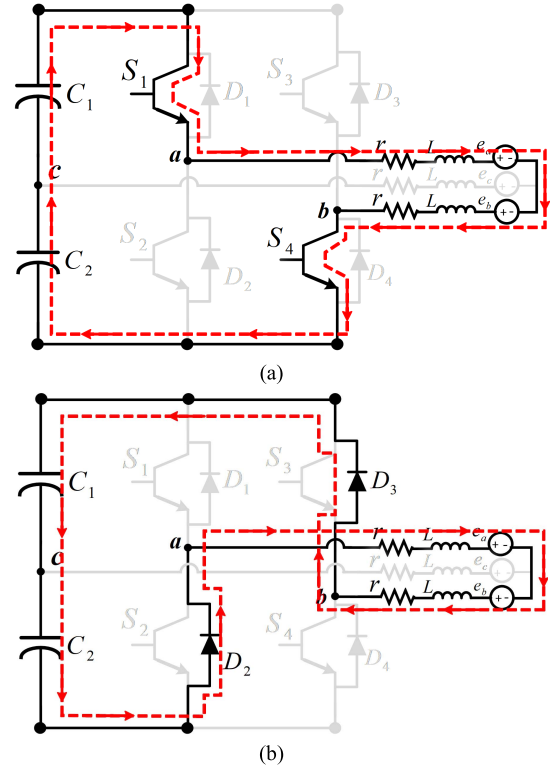 S1 D1 S3 D3
C1
a r L ea + -
c r L ec + -
b r L eb + -
C2 S2 D2 S4 D4
(a)
S1 D1 S3 D3
C1
a r L ea + -
c r L ec + -
b r L eb + -
C2 S2 D2 S4 D4
(b)